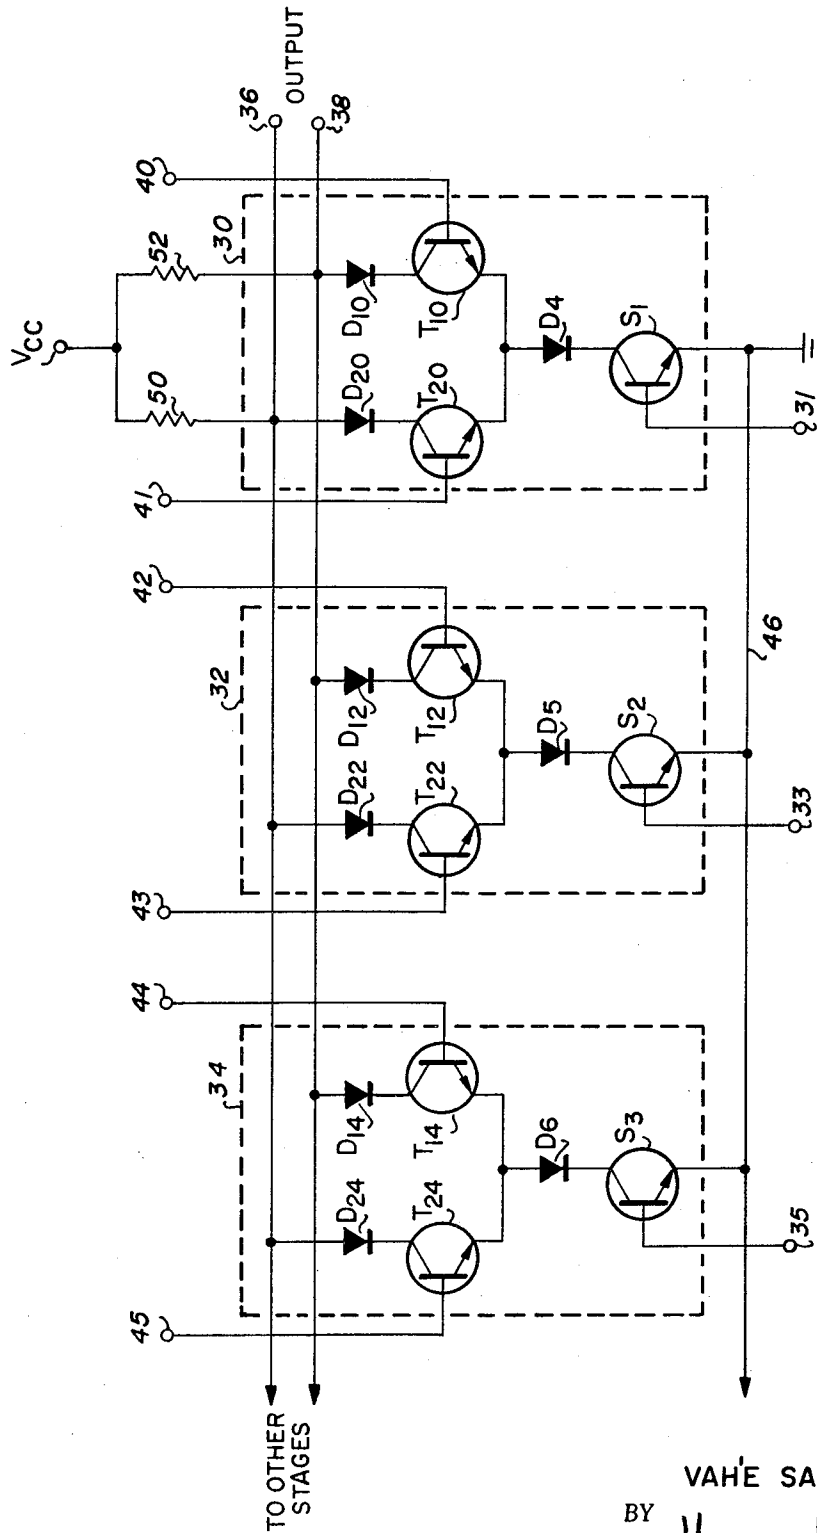 VCC
50
52
36
OUTPUT
38
40
30
D20
D10
T20
T10
D4
S1
31
41
42
32
D22
D12
T22
T12
D5
S2
33
46
43
44
34
D24
D14
T24
T14
D6
S3
35
45
TO OTHER
STAGES
VAH'E SA
BY